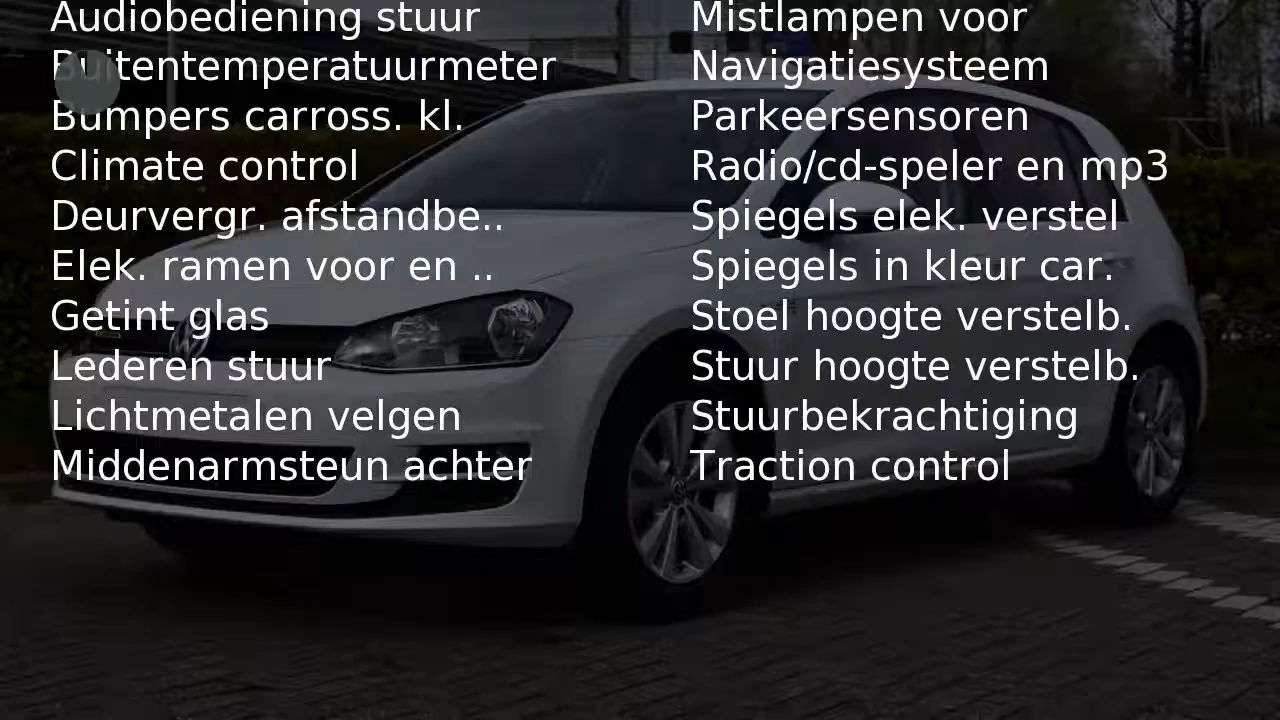 Audiobediening stuur
Buitentemperatuurmeter
Bumpers carross. kl.
Climate control
Deurvergr. afstandbe..
Elek. ramen voor en ..
Getint glas
Lederen stuur
Lichtmetalen velgen
Middenarmsteun achter
Mistlampen voor
Navigatiesysteem
Parkeersensoren
Radio/cd-speler en mp3
Spiegels elek. verstel
Spiegels in kleur car.
Stoel hoogte verstelb.
Stuur hoogte verstelb.
Stuurbekrachtiging
Traction control